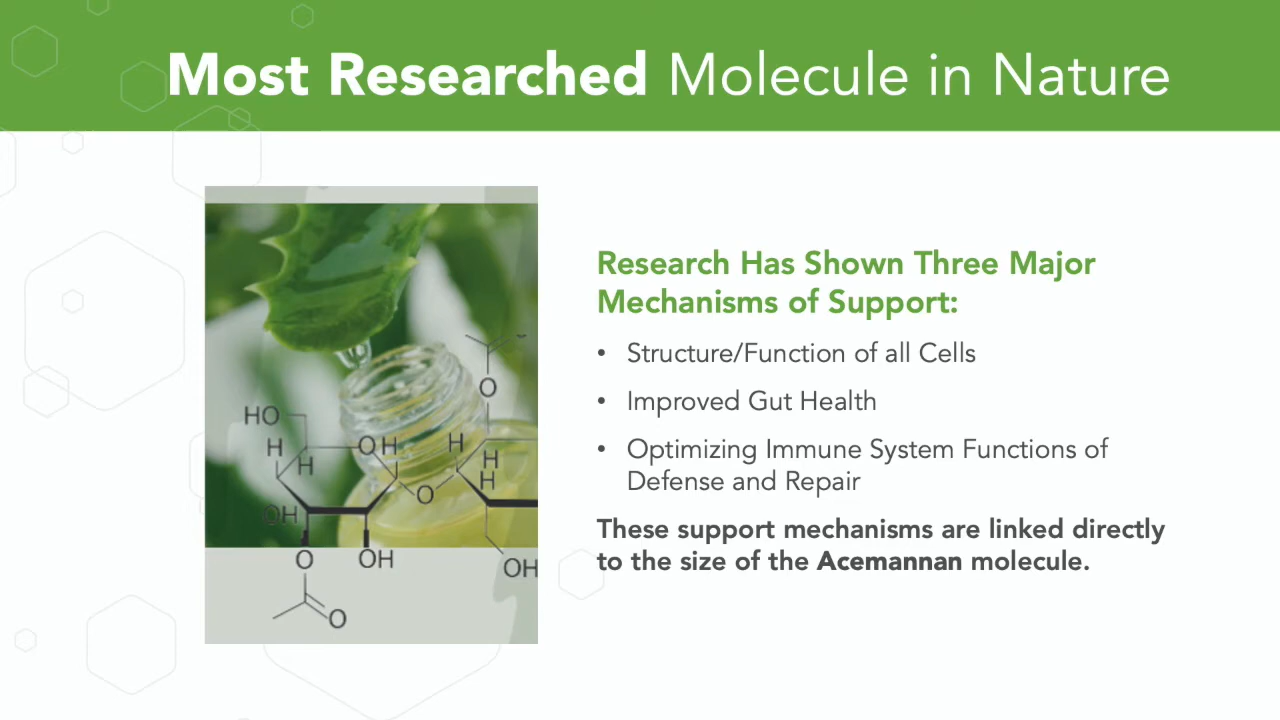 Most Researched Molecule in Nature
Research Has Shown Three Major
Mechanisms of Support:
• Structure/Function of all Cells
• Improved Gut Health
• Optimizing Immune System Functions of
Defense and Repair
These support mechanisms are linked directly
to the size of the Acemannan molecule.
O
HO
H
OH
H
H
H
H
O
OH
O
OH
OH
O